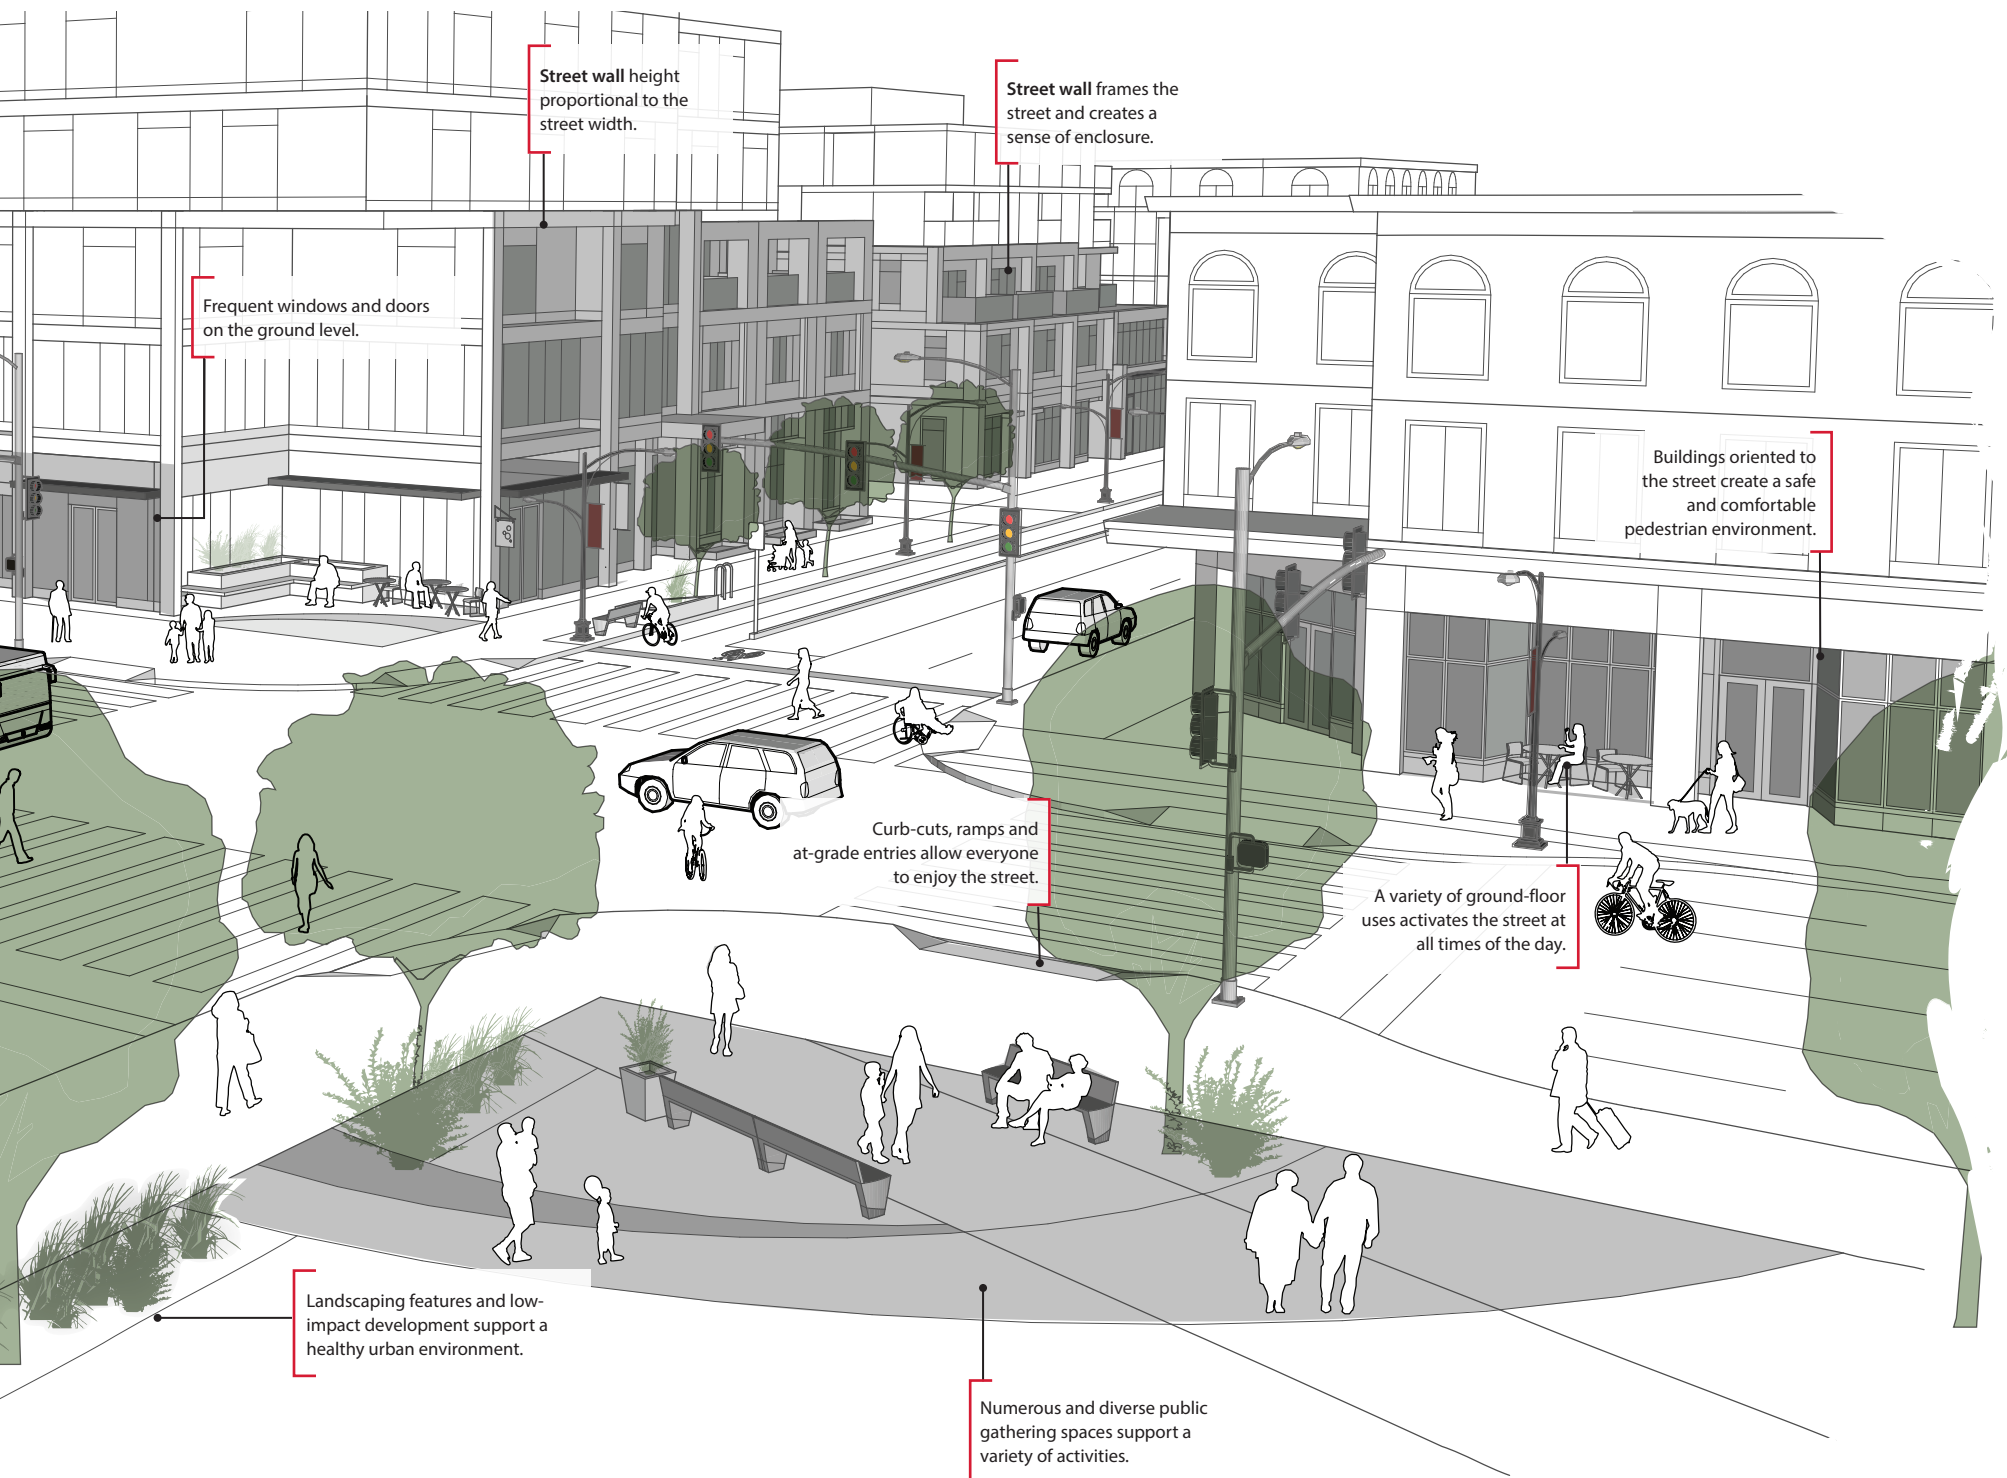 Street wall height
proportional to the
street width.
Street wall frames the
street and creates a
sense of enclosure.
Frequent windows and doors
on the ground level.
Buildings oriented to
the street create a safe
and comfortable
pedestrian environment.
Curb-cuts, ramps and
at-grade entries allow everyone
to enjoy the street.
A variety of ground-floor
uses activates the street at
all times of the day.
Landscaping features and low-
impact development support a
healthy urban environment.
Numerous and diverse public
gathering spaces support a
variety of activities.